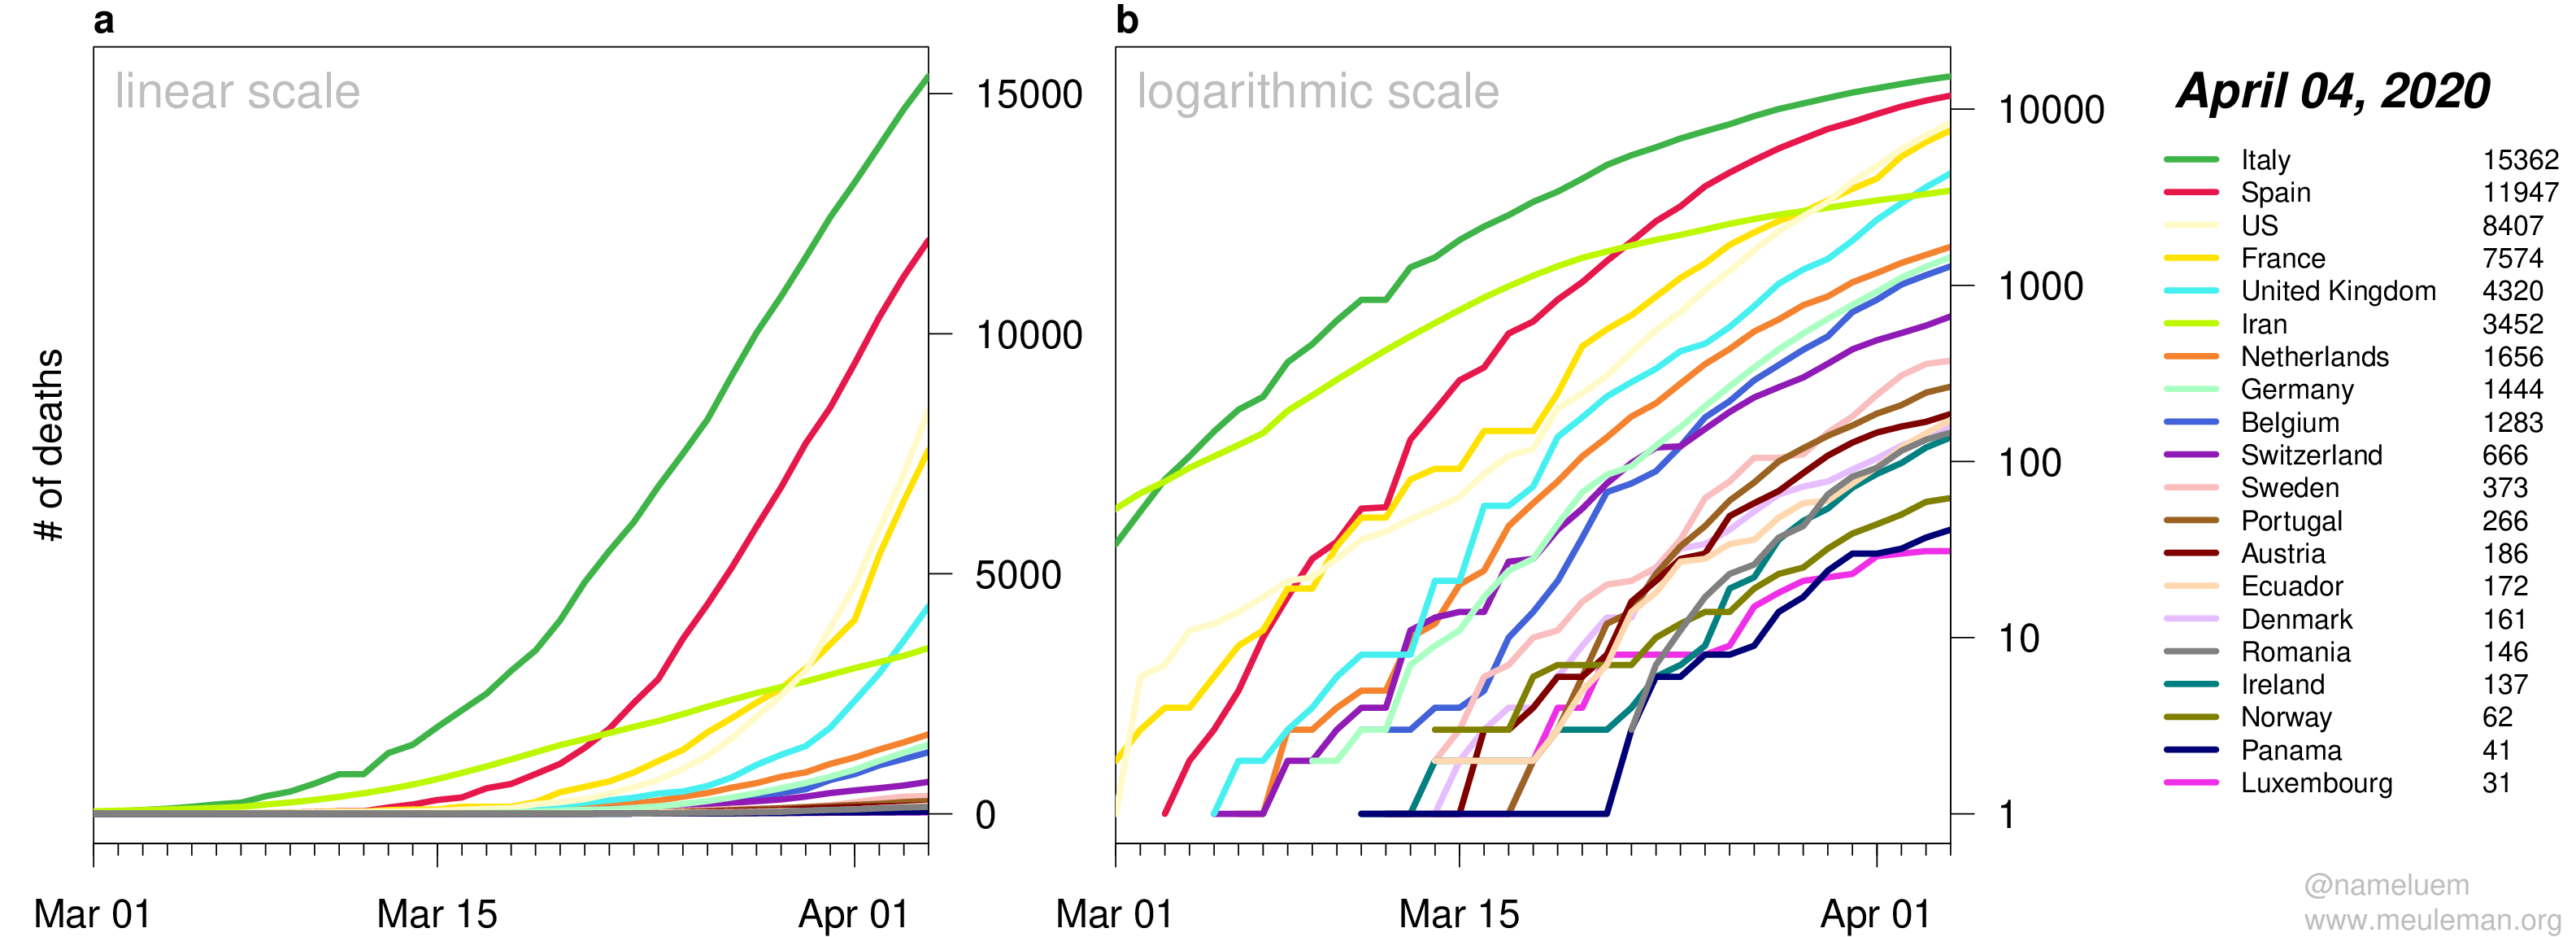 a
linear scale
# of deaths
15000
10000
5000
0
Mar 01 Mar 15 Apr 01
b
logarithmic scale
10000
1000
100
10
1
Mar 01 Mar 15 Apr 01
April 04, 2020
Italy 15362
Spain 11947
US 8407
France 7574
United Kingdom 4320
Iran 3452
Netherlands 1656
Germany 1444
Belgium 1283
Switzerland 666
Sweden 373
Portugal 266
Austria 186
Ecuador 172
Denmark 161
Romania 146
Ireland 137
Norway 62
Panama 41
Luxembourg 31
@nameluem
www.meuleman.org